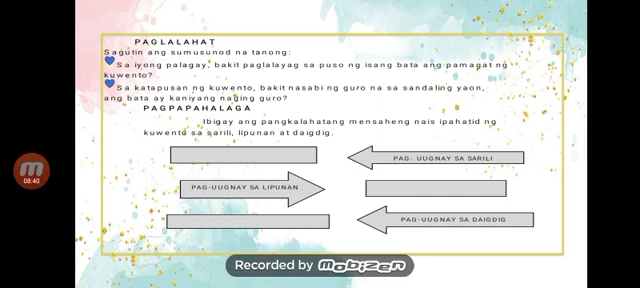 PAGLALAHAT
Sagutin ang sumusunod na tanong:
Sa iyong palagay, bakit paglalayag sa puso ng isang bata ang pamagat ng
kuwento?
Sa katapusan ng kuwento, bakit nasabi ng guro na sa sandaling yaon,
ang bata ay kaniyang naging guro?
PAGPAPAHALAGA
Ibigay ang pangkalahatang mensaheng nais ipahatid ng
kuwento sa sarili, lipunan at daigdig.
PAG- UUGNAY SA SARILI
PAG-UUGNAY SA LIPUNAN
PAG-UUGNAY SA DAIGDIG
08:40
Recorded by Mobizen